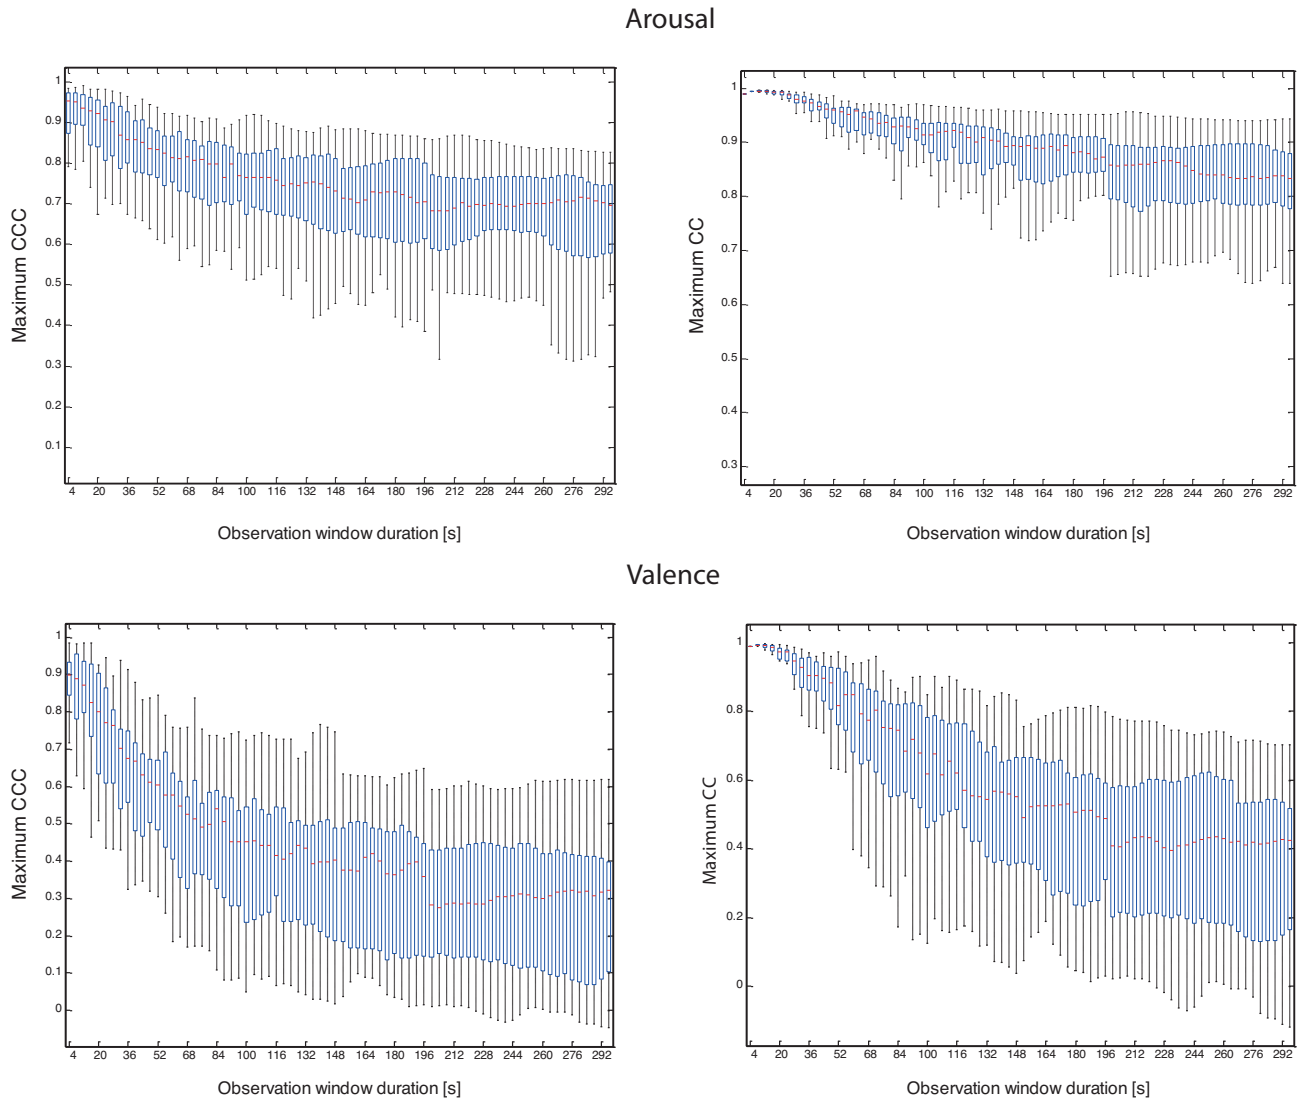 Arousal
1
0.9
0.8
0.7
0.6
0.5
0.4
0.3
0.2
0.1
Maximum CCC
4 20 36 52 68 84 100 116 132 148 164 180 196 212 228 244 260 276 292
Observation window duration [s]
1
0.9
0.8
0.7
0.6
0.5
0.4
0.3
Maximum CC
4 20 36 52 68 84 100 116 132 148 164 180 196 212 228 244 260 276 292
Observation window duration [s]
Valence
1
0.9
0.8
0.7
0.6
0.5
0.4
0.3
0.2
0.1
0
Maximum CCC
4 20 36 52 68 84 100 116 132 148 164 180 196 212 228 244 260 276 292
Observation window duration [s]
1
0.8
0.6
0.4
0.2
0
Maximum CC
4 20 36 52 68 84 100 116 132 148 164 180 196 212 228 244 260 276 292
Observation window duration [s]